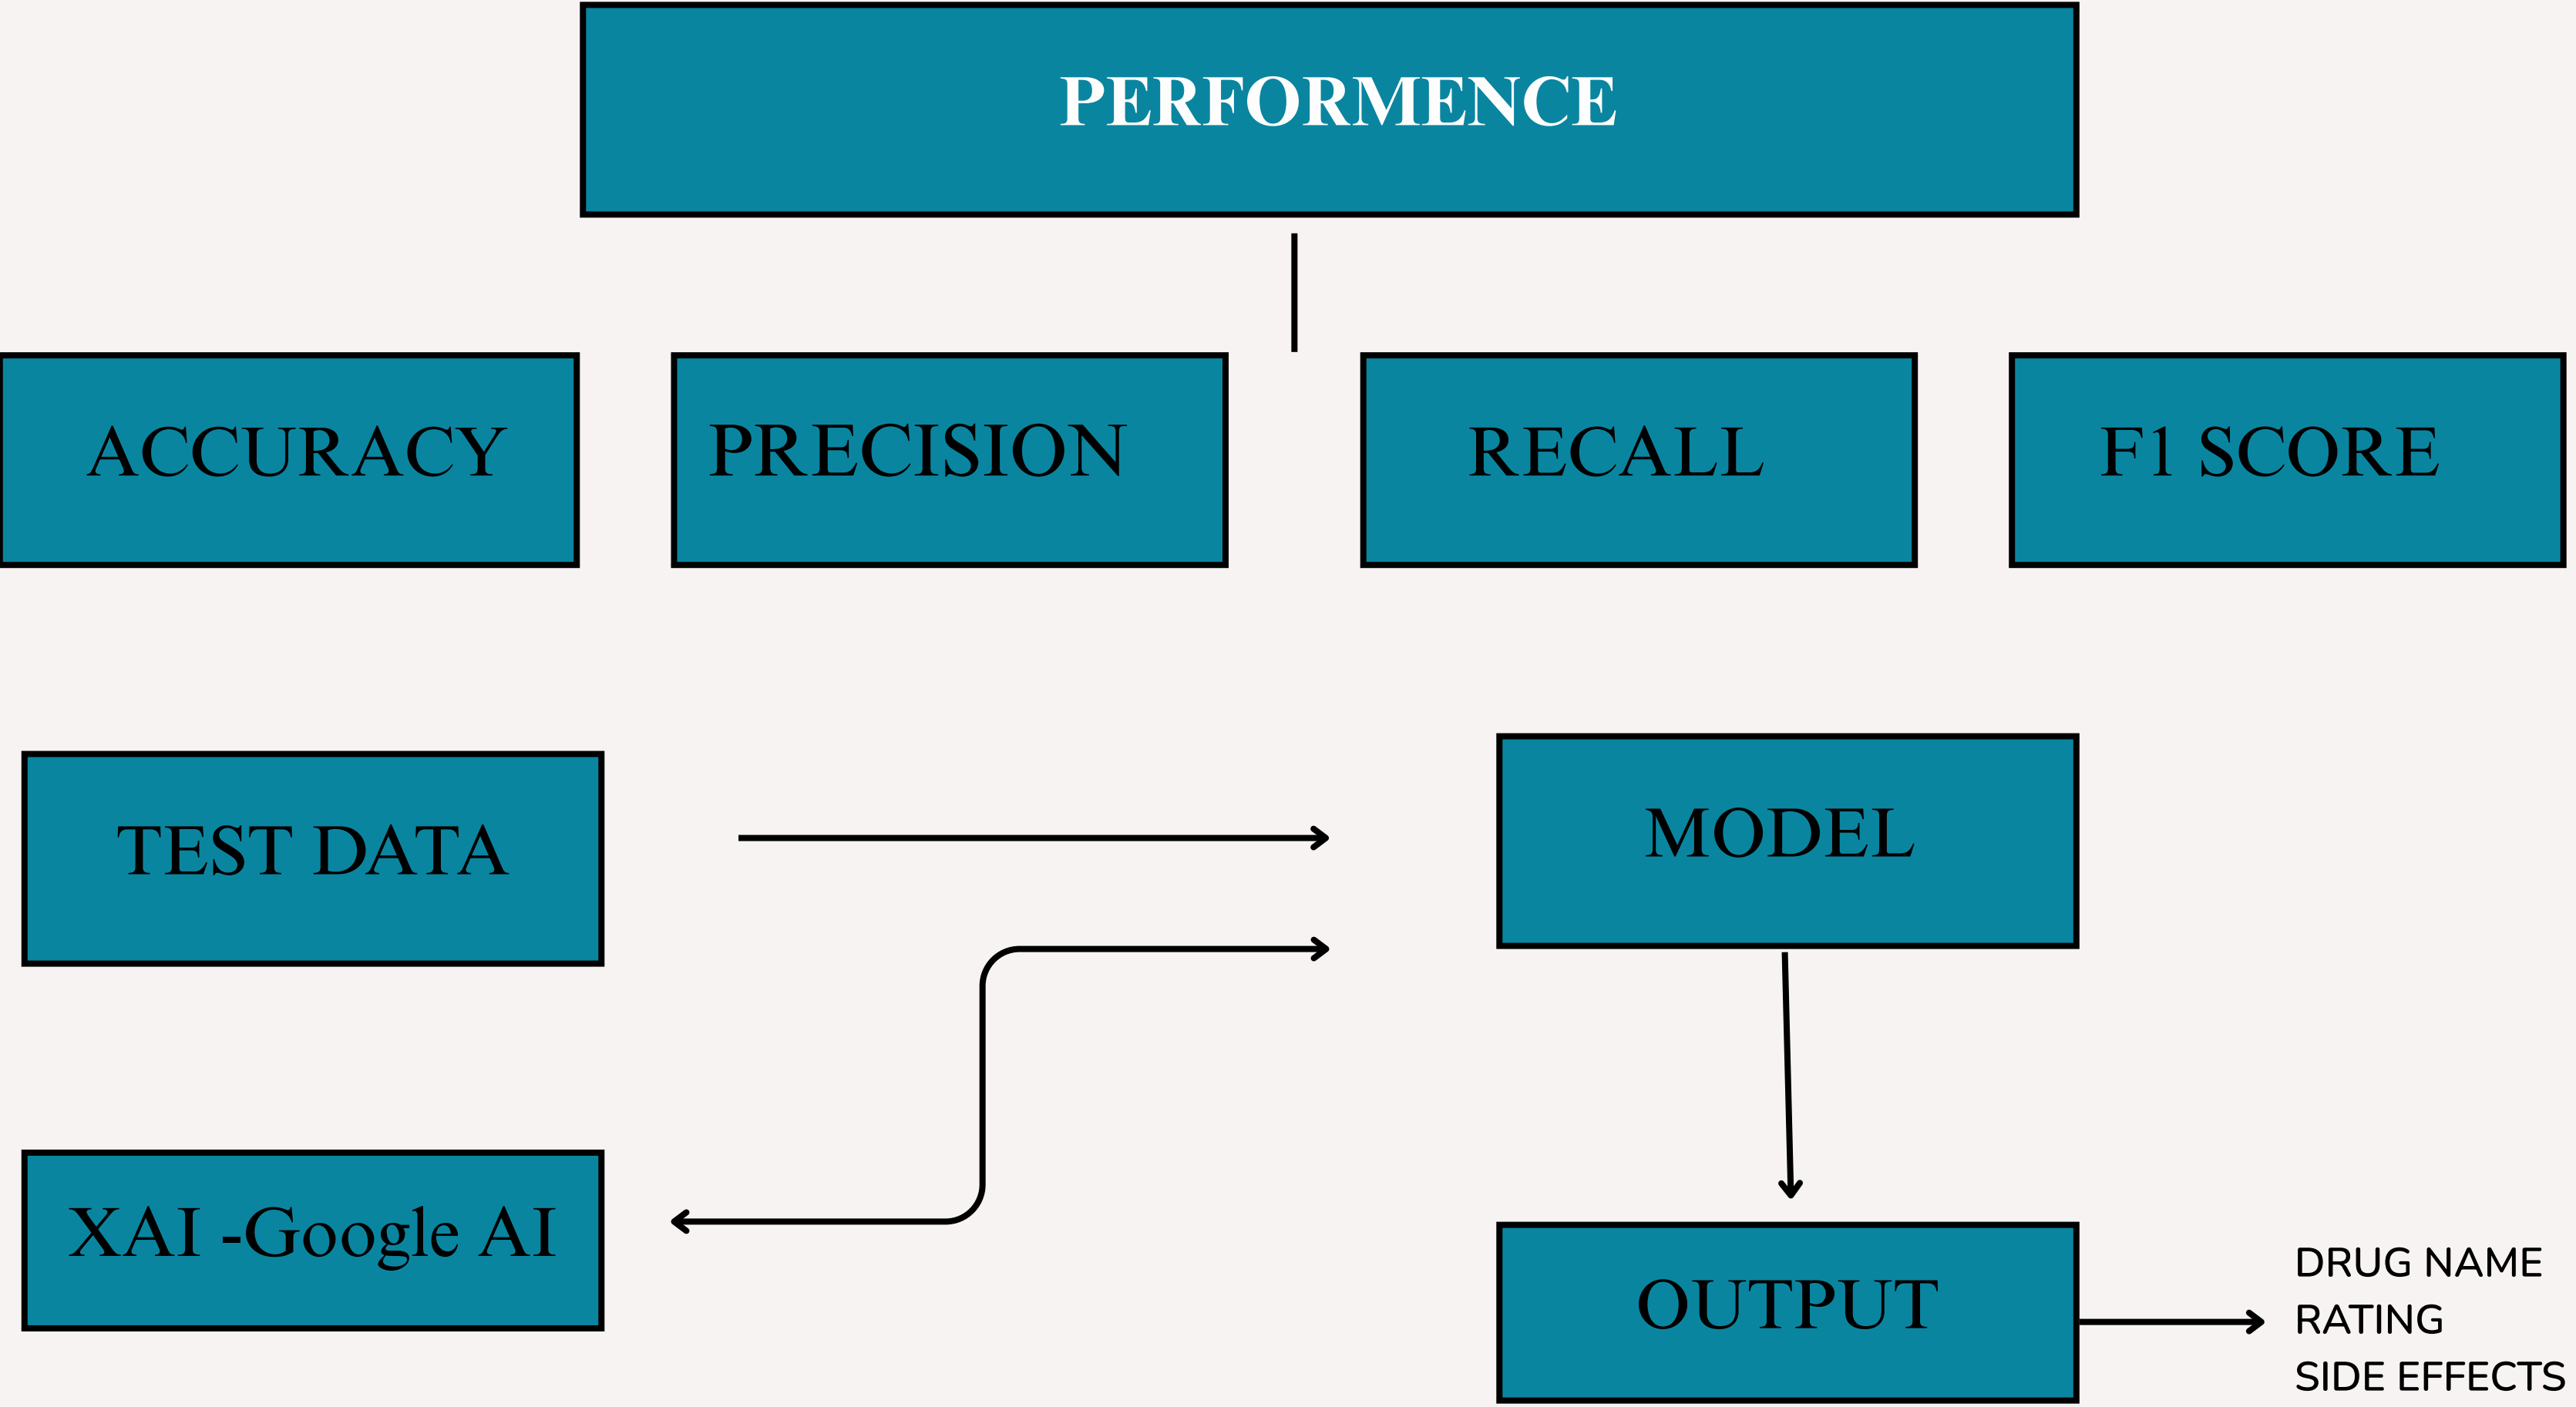 PERFORMENCE
ACCURACY
PRECISION
RECALL
F1 SCORE
TEST DATA
MODEL
XAI -Google AI
OUTPUT
DRUG NAME
RATING
SIDE EFFECTS